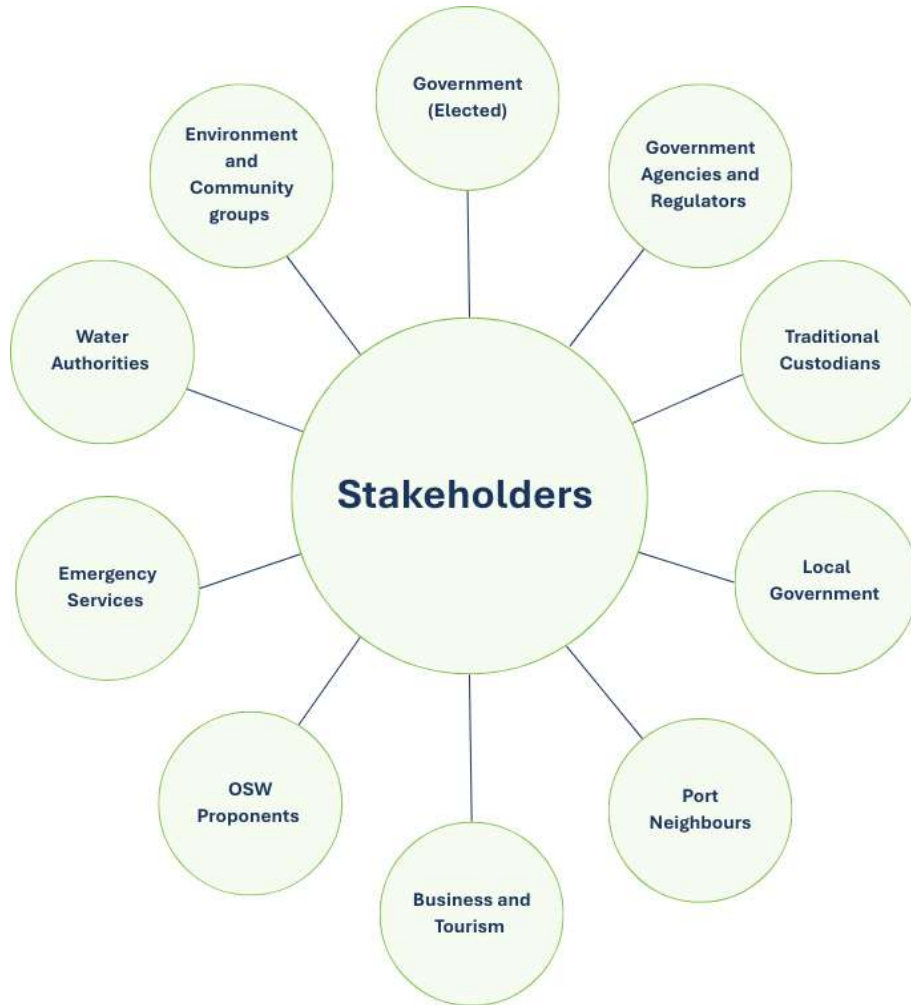 Government
(Elected)
Government
Agencies and
Regulators
Traditional
Custodians
Local
Government
Port
Neighbours
Business and
Tourism
OSW
Proponents
Emergency
Services
Water
Authorities
Environment
and
Community
groups
Stakeholders